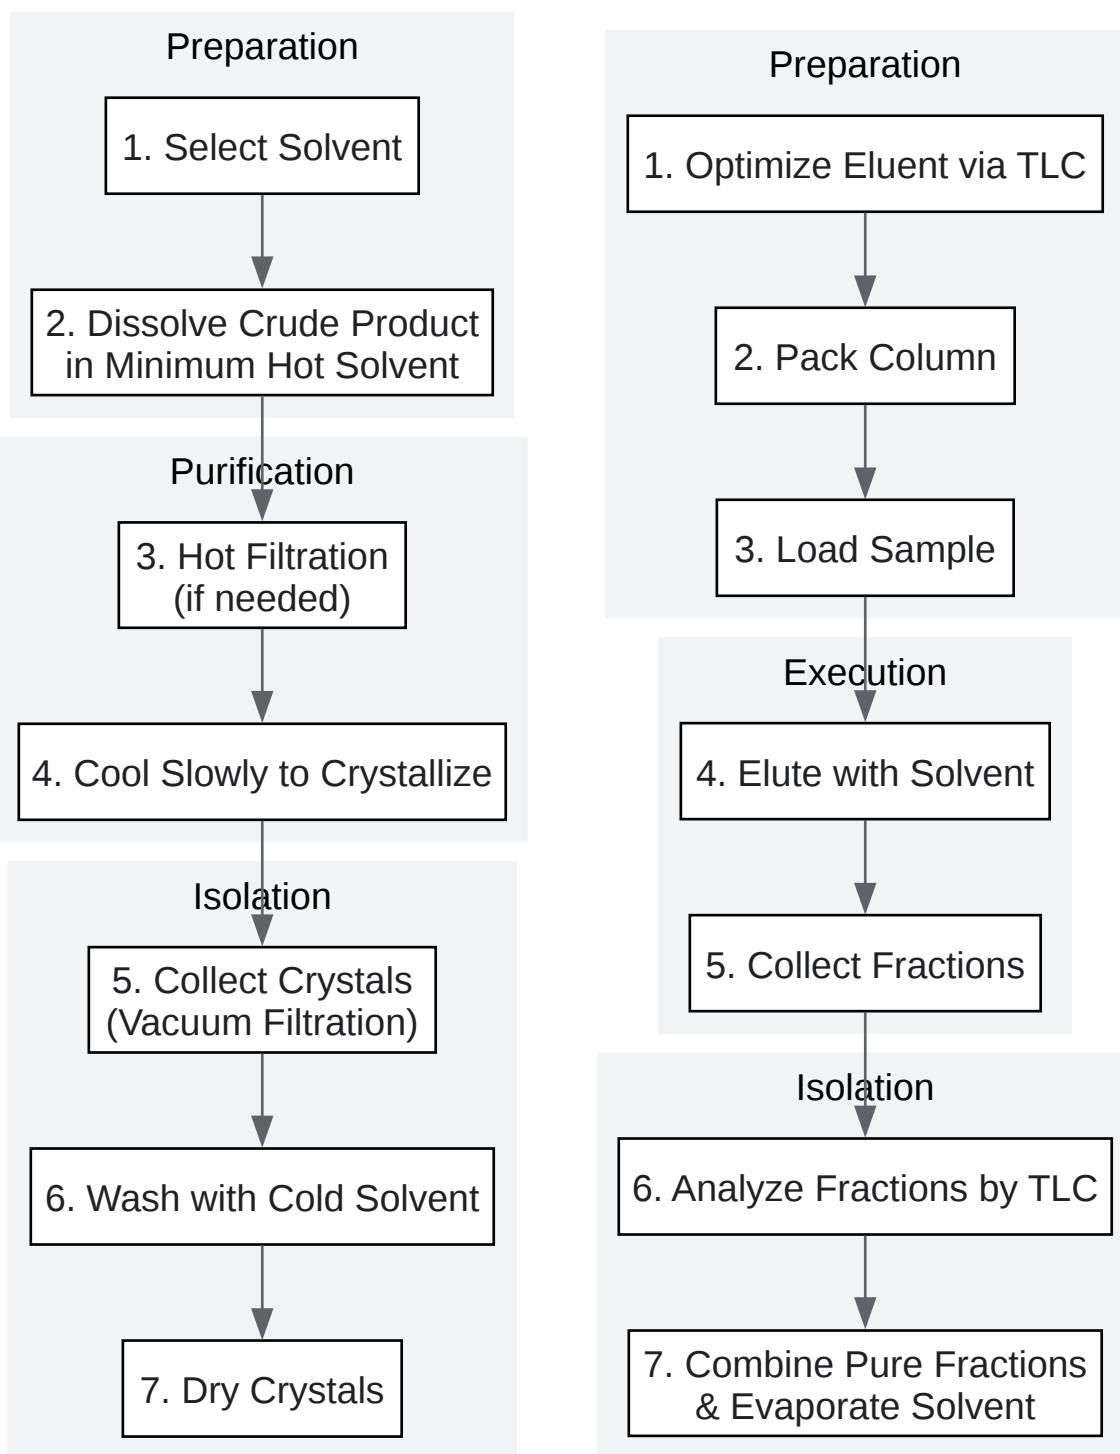 Preparation
1. Select Solvent
2. Dissolve Crude Product
in Minimum Hot Solvent
Purification
3. Hot Filtration
(if needed)
4. Cool Slowly to Crystallize
Isolation
5. Collect Crystals
(Vacuum Filtration)
6. Wash with Cold Solvent
7. Dry Crystals
Preparation
1. Optimize Eluent via TLC
2. Pack Column
3. Load Sample
Execution
4. Elute with Solvent
5. Collect Fractions
Isolation
6. Analyze Fractions by TLC
7. Combine Pure Fractions
& Evaporate Solvent